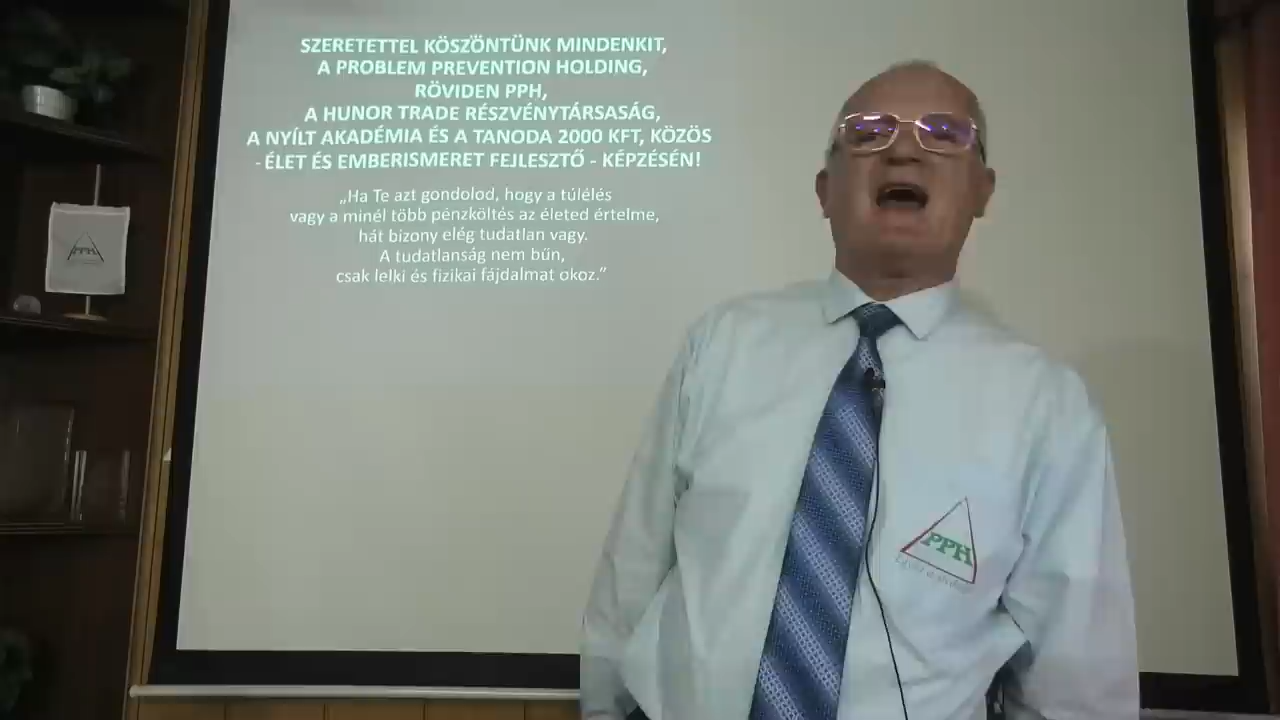 SZERETETTEL KÖSZÖNTÜNK MINDENKIT,
A PROBLEM PREVENTION HOLDING,
RÖVIDEN PPH,
A HUNOR TRADE RÉSZVÉNYTÁRSASÁG,
A NYÍLT AKADÉMIA ÉS A TANODA 2000 KFT, KÖZÖS
- ÉLET ÉS EMBERISMERET FEJLESZTŐ - KÉPZÉSÉN!
„Ha Te azt gondolod, hogy a túlélés
vagy a minél több pénzköltés az életed értelme,
hát bizony elég tudatlan vagy.
A tudatlanság nem bűn,
csak lelki és fizikai fájdalmat okoz.”
PPH
PPH